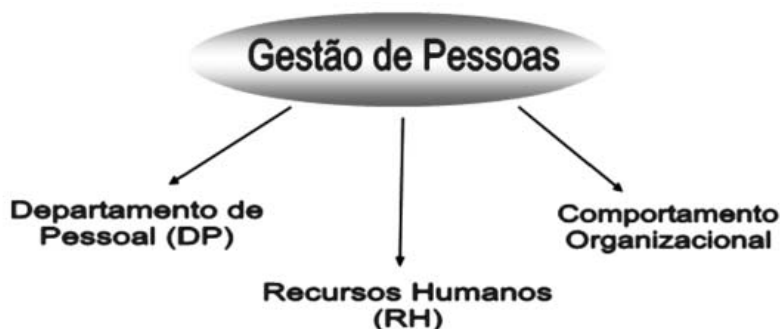 Gestão de Pessoas
Departamento de
Pessoal (DP)
Recursos Humanos
(RH)
Comportamento
Organizacional